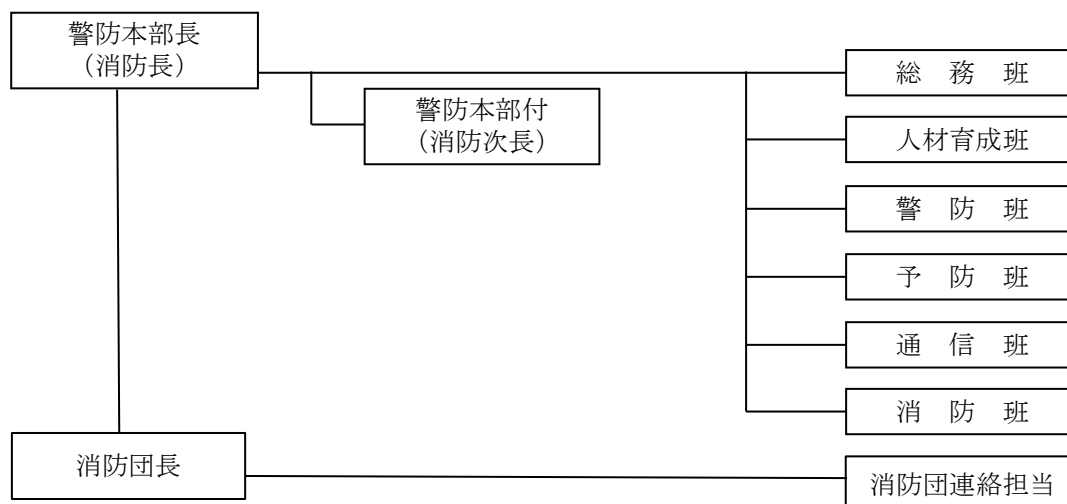 警防本部長
（消防長）
総　務　班
警防本部付
（消防次長）
人材育成班
警　防　班
予　防　班
通　信　班
消　防　班
消防団長
消防団連絡担当